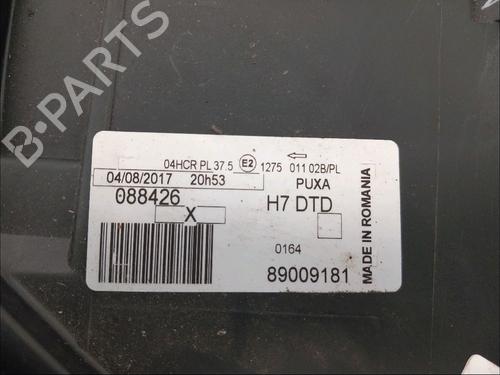 B-PARTS
04HCR PL 37.5 E2 1275 011 02B/PL
04/08/2017 20h53 PUXA
088426 H7 DTD
X
0164
89009181
MADE IN ROMANIA